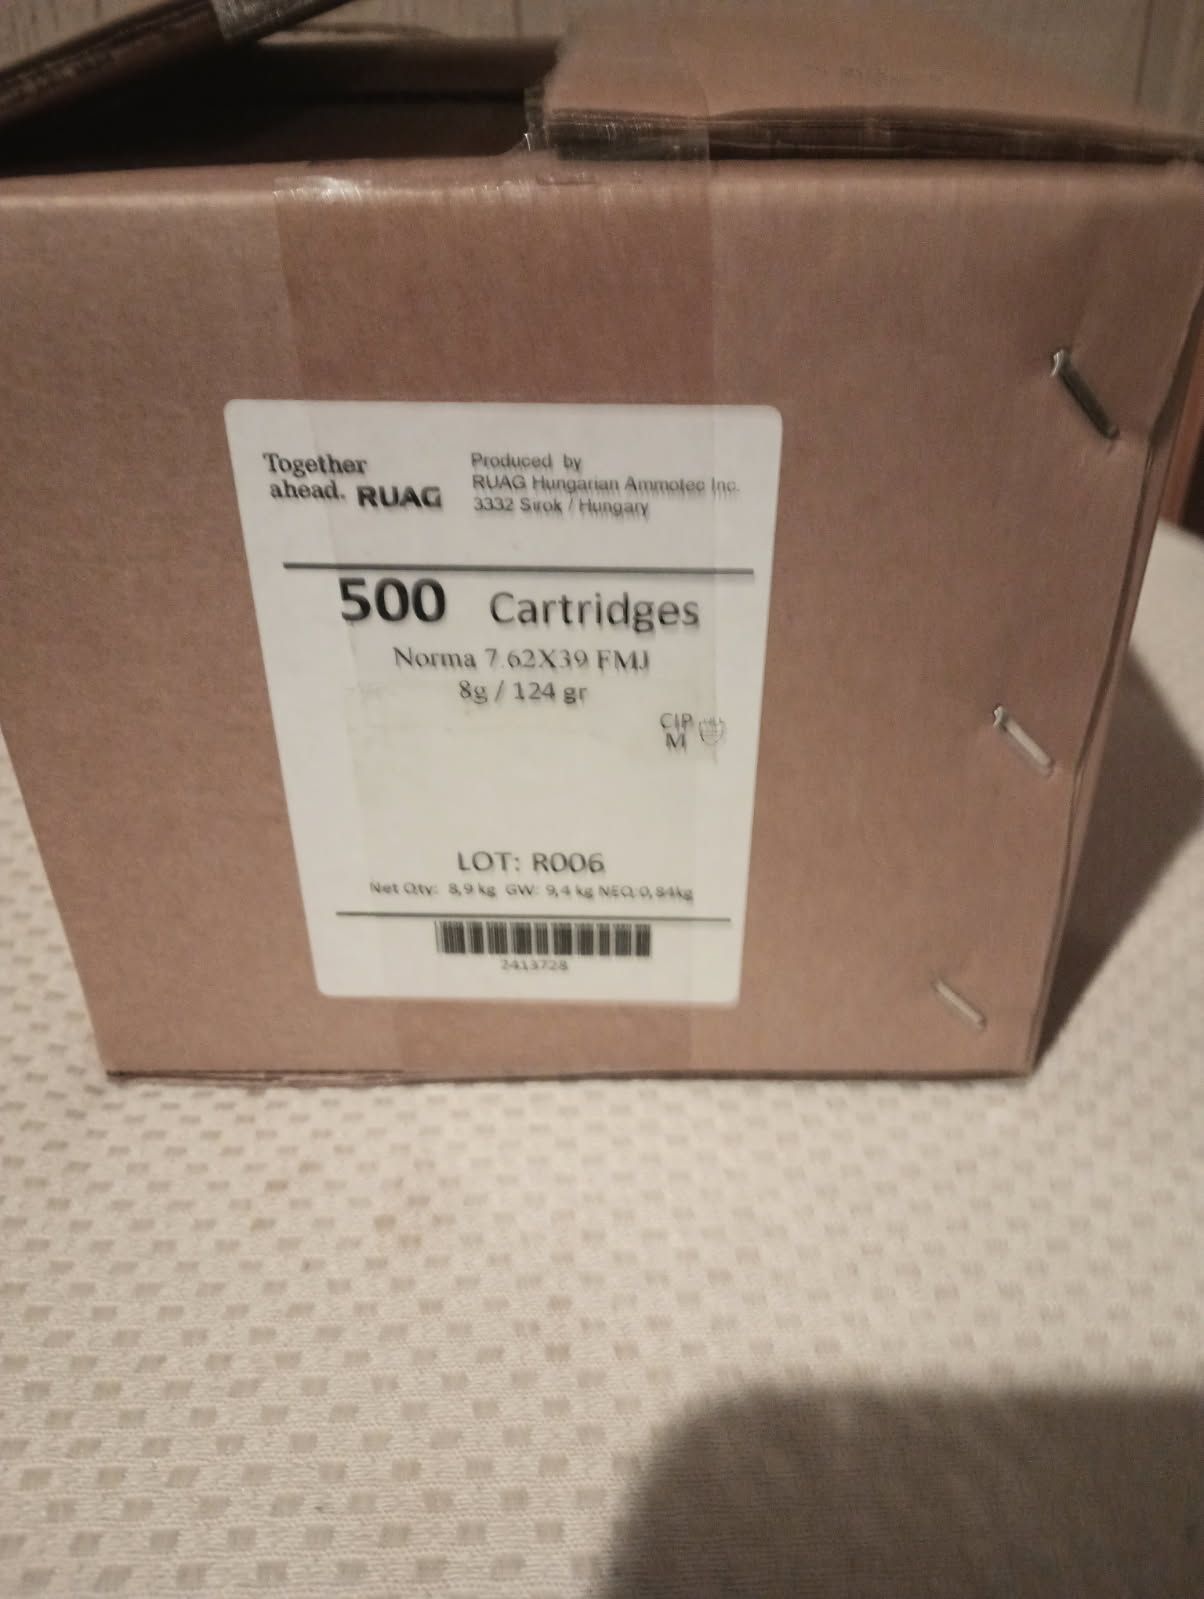 Together
ahead. RUAG
Produced by
RUAG Hungarian Ammotec Inc.
3332 Sirok / Hungary
500 Cartridges
Norma 7.62X39 FMJ
8g / 124 gr
CIP
M
LOT: R006
Net Qty: 8,9 kg GW: 9,4 kg NEQ:0,84kg
2413728